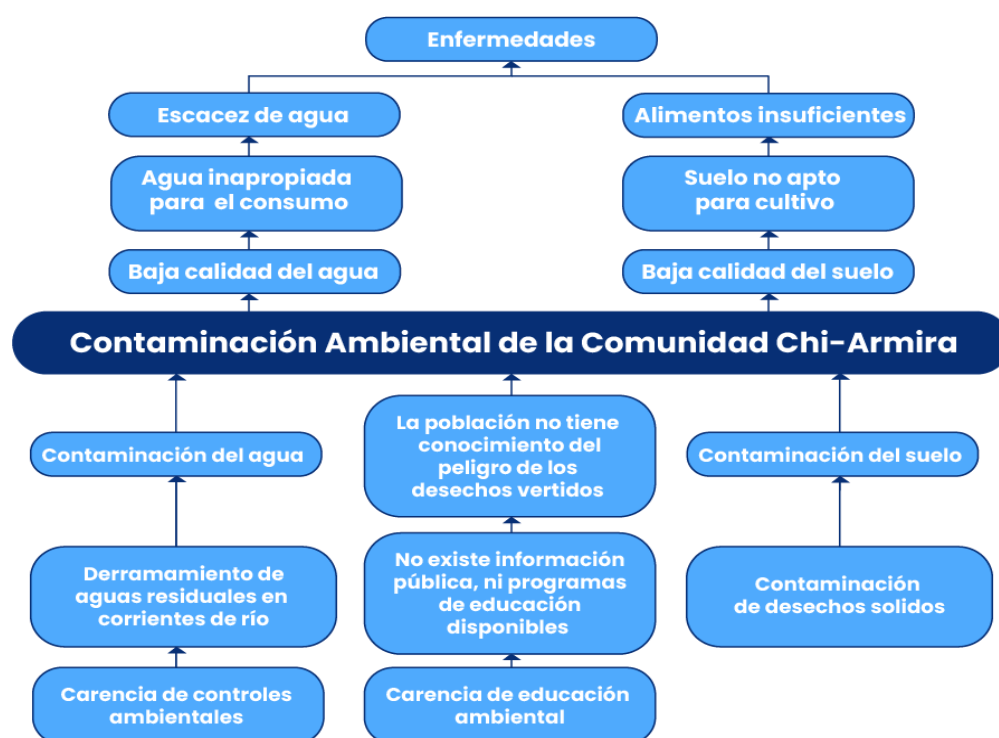 Enfermedades
Escacez de agua
Alimentos insuficientes
Agua inapropiada
para el consumo
Suelo no apto
para cultivo
Baja calidad del agua
Baja calidad del suelo
Contaminación Ambiental de la Comunidad Chi-Armira
Contaminación del agua
La población no tiene
conocimiento del
peligro de los
desechos vertidos
Contaminación del suelo
Derramamiento de
aguas residuales en
corrientes de río
No existe información
pública, ni programas
de educación
disponibles
Contaminación
de desechos solidos
Carencia de controles
ambientales
Carencia de educación
ambiental